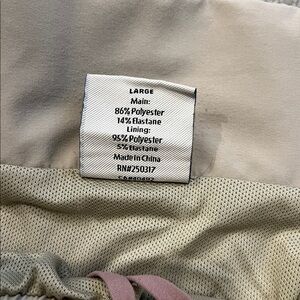 LARGE
Main:
86% Polyester
14% Elastane
Lining:
95% Polyester
5% Elastane
Made in China
RN#250317